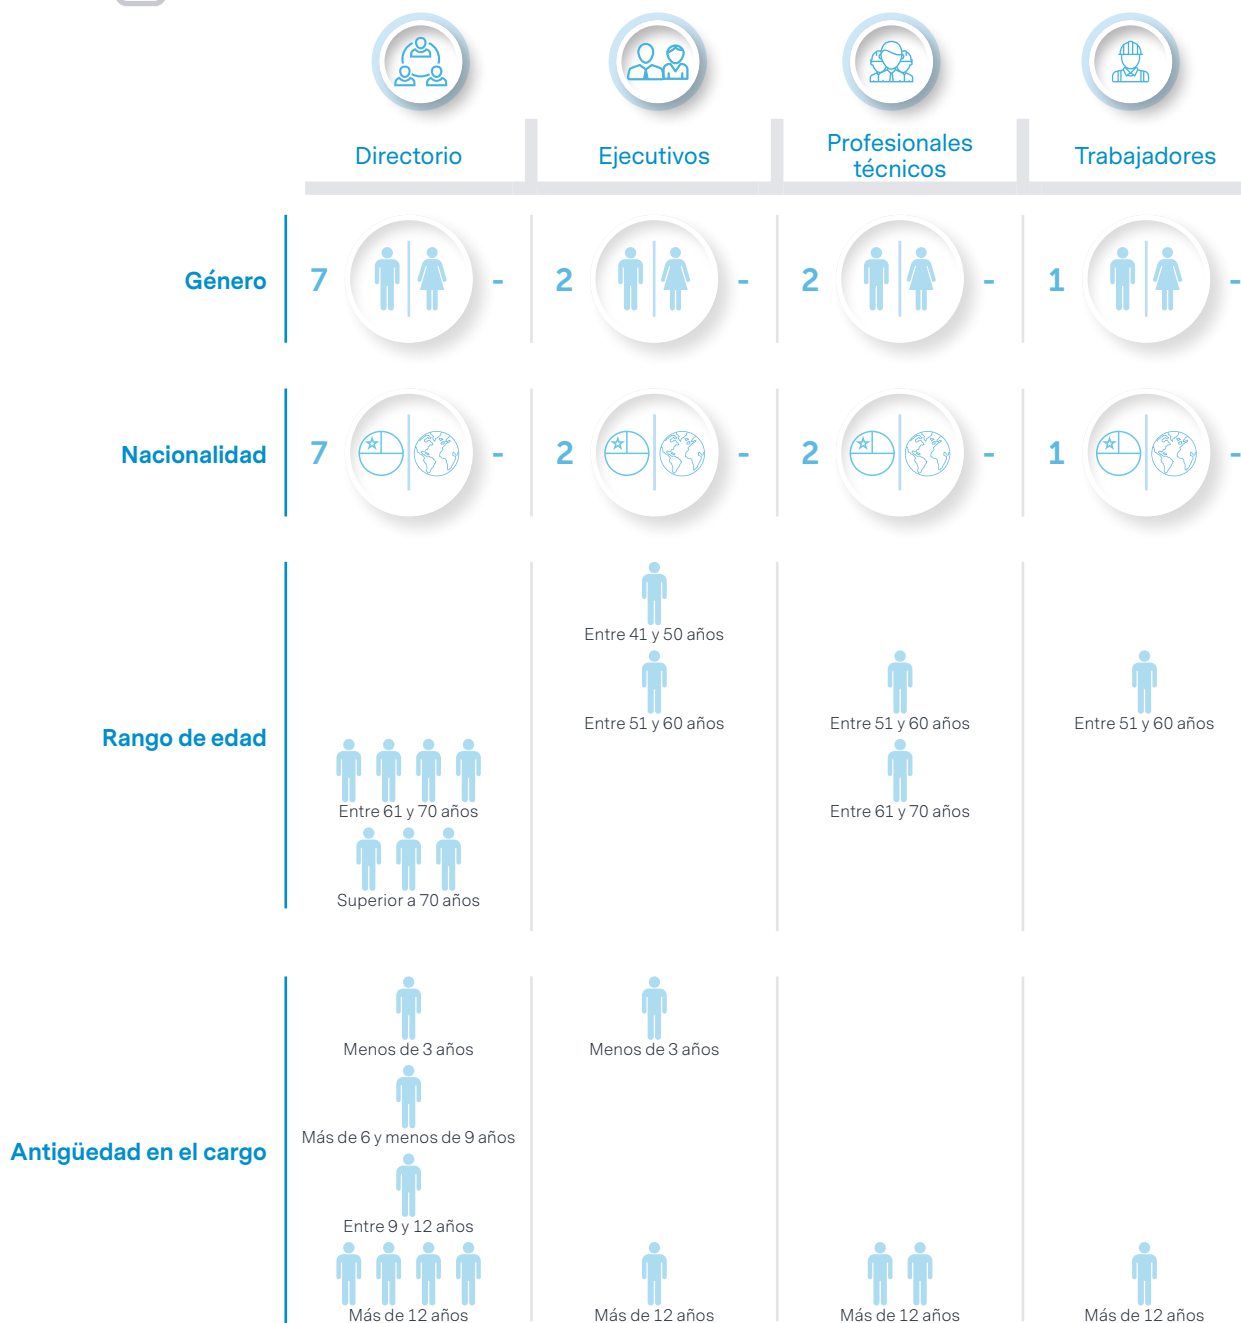 Directorio
Ejecutivos
Profesionales
técnicos
Trabajadores
Género
7 -
2 -
2 -
1 -
Nacionalidad
7 -
2 -
2 -
1 -
Rango de edad
Entre 41 y 50 años
Entre 51 y 60 años
Entre 51 y 60 años
Entre 51 y 60 años
Entre 61 y 70 años
Entre 61 y 70 años
Superior a 70 años
Antigüedad en el cargo
Menos de 3 años
Menos de 3 años
Más de 6 y menos de 9 años
Entre 9 y 12 años
Más de 12 años
Más de 12 años
Más de 12 años
Más de 12 años